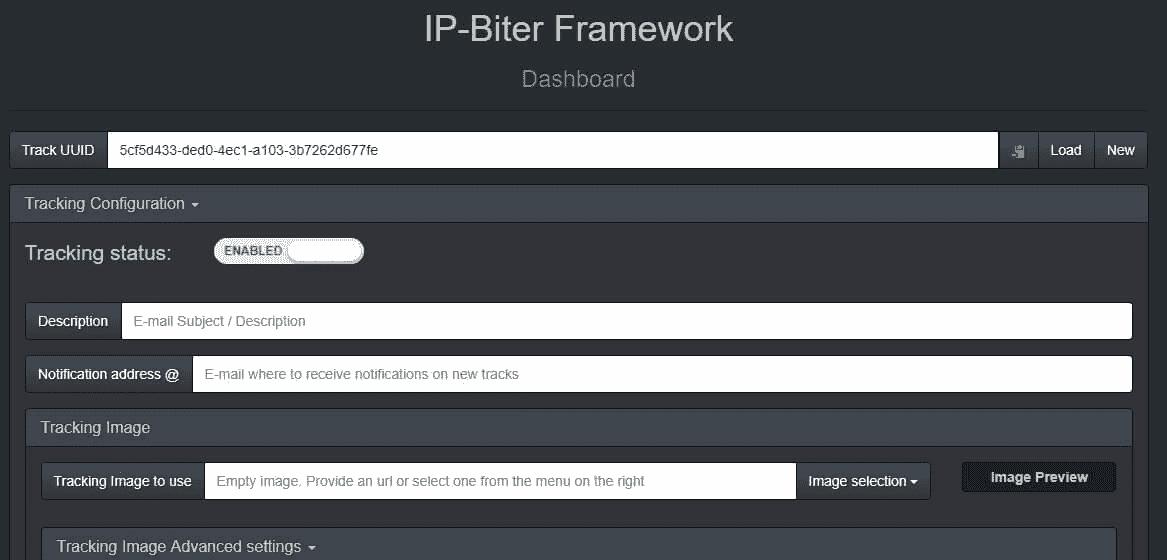 IP-Biter Framework
Dashboard
Track UUID 5cf5d433-ded0-4ec1-a103-3b7262d677fe Load New
Tracking Configuration
Tracking status: ENABLED
Description E-mail Subject / Description
Notification address @ E-mail where to receive notifications on new tracks
Tracking Image
Tracking Image to use Empty image. Provide an url or select one from the menu on the right Image selection Image Preview
Tracking Image Advanced settings